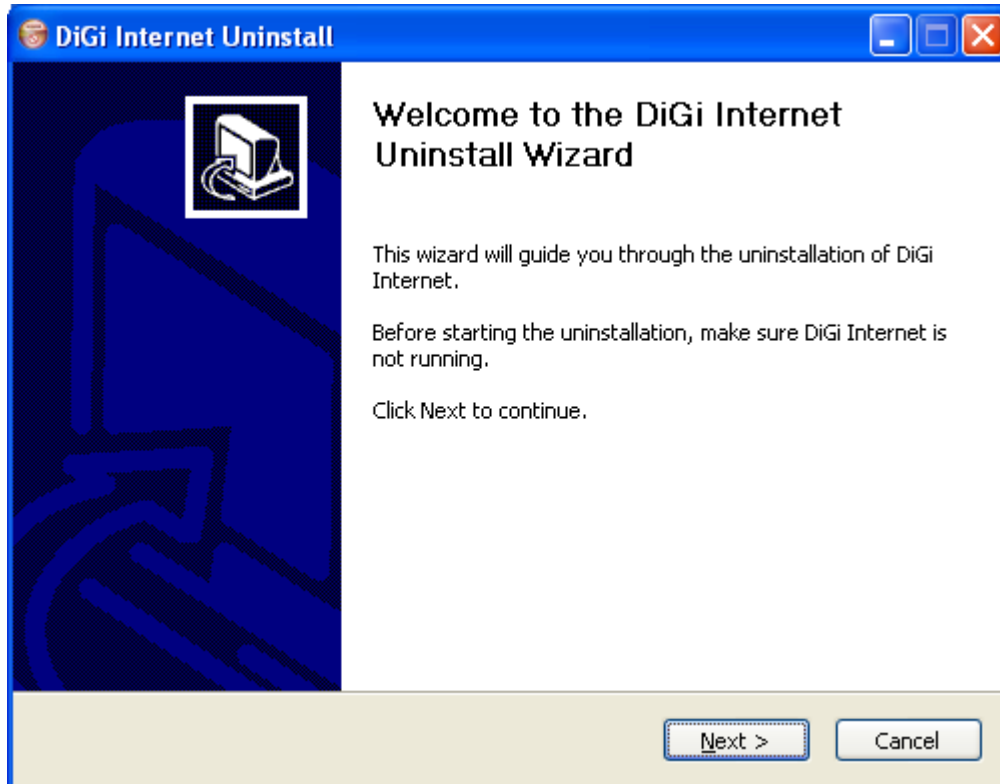 DiGi Internet Uninstall
Welcome to the DiGi Internet
Uninstall Wizard
This wizard will guide you through the uninstallation of DiGi
Internet.
Before starting the uninstallation, make sure DiGi Internet is
not running.
Click Next to continue.
Next >
Cancel